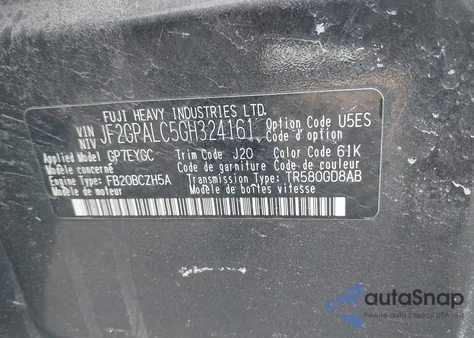 FUJI HEAVY INDUSTRIES LTD.
VIN JF2GPALC5GH324161 Option Code U5ES
NIV Code d'option
Applied Model GP7EYGC Trim Code J20 Color Code G1K
Modèle concerné Code de garniture Code de couleur
Engine Type: FB20BCZH5A Transmission Type: TR580GD8AB
Modèle de moteur Modèle de boîtes vitesse
autoSnap